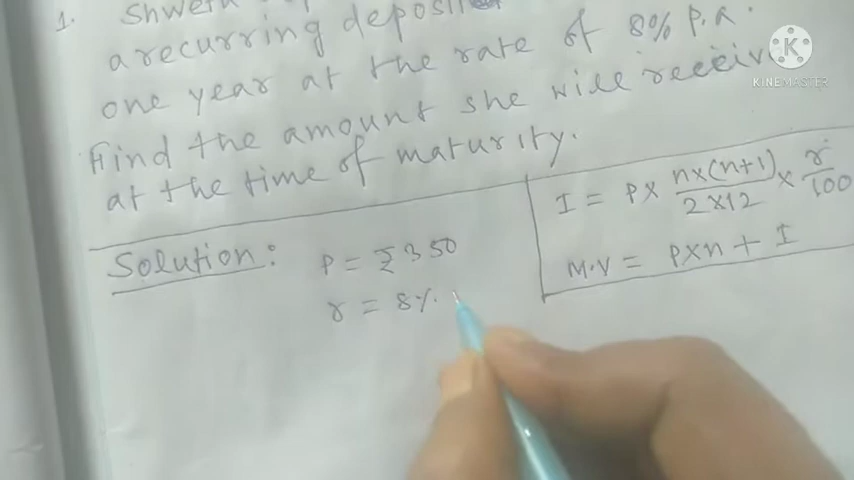 1. Shweta
a recurring deposit
8% p.a.
one year at the rate of
Find the amount she will receive
at the time of maturity.
I = P × n×(n+1)/2×12 × r/100
M.V = P×n + I
Solution: P = ₹350
r = 8%
KINEMASTER